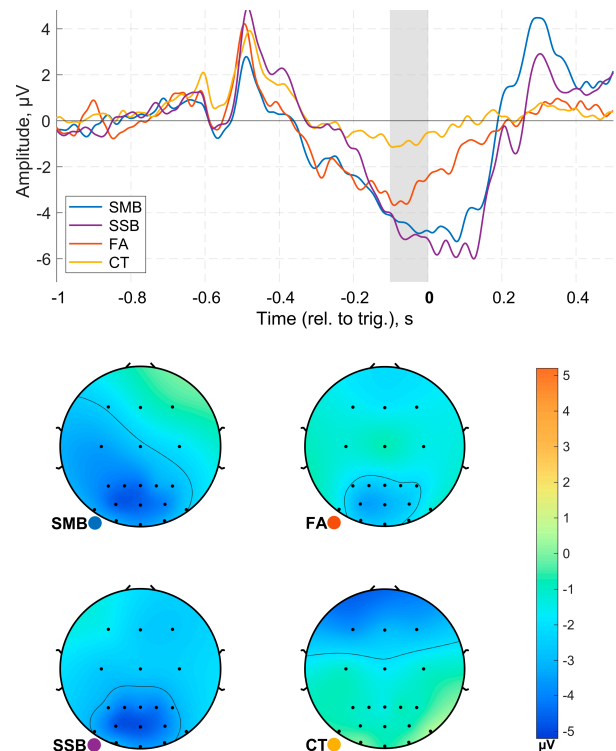 4
2
0
-2
-4
-6
Amplitude, µV
SMB
SSB
FA
CT
-1
-0.8
-0.6
-0.4
-0.2
0
0.2
0.4
Time (rel. to trig.), s
SMB
FA
SSB
CT
5
4
3
2
1
0
-1
-2
-3
-4
-5
µV